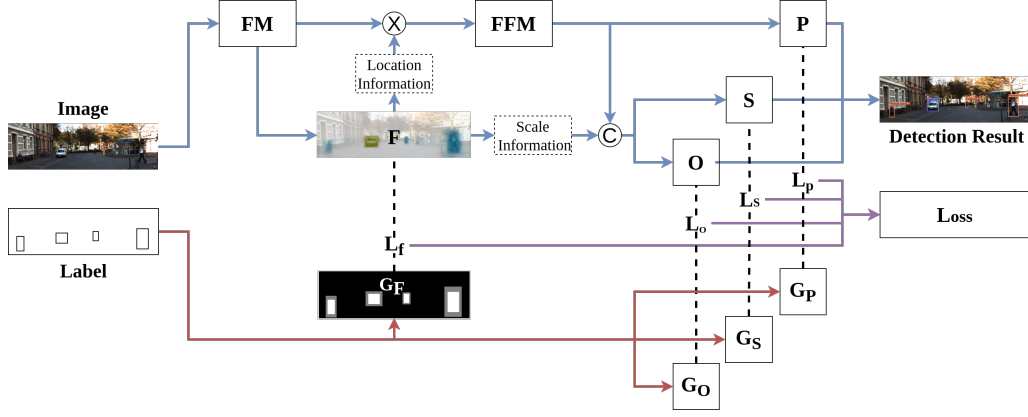 FM
X
FFM
P
Location
Information
Image
S
F
Scale
Information
C
Detection Result
O
Lp
Ls
Lo
Loss
Lf
Label
GF
GP
GS
GO